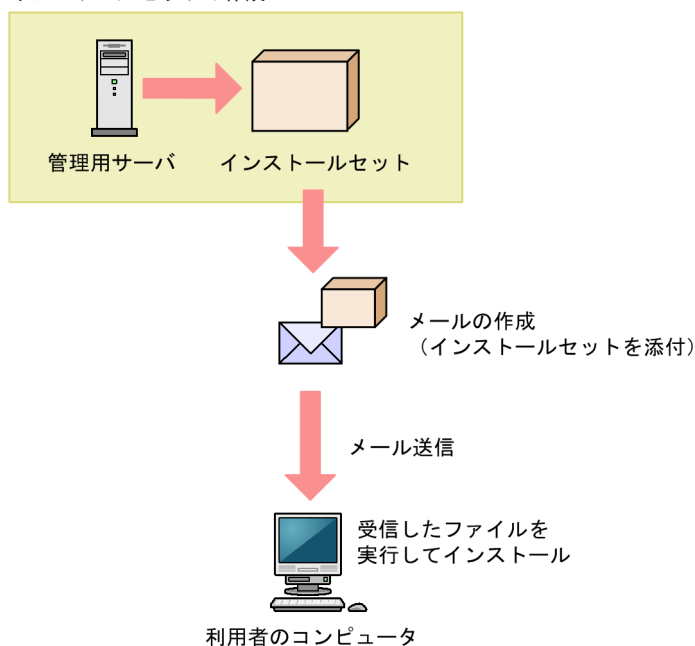 管理用サーバ
インストールセット
メールの作成
（インストールセットを添付）
メール送信
受信したファイルを
実行してインストール
利用者のコンピュータ